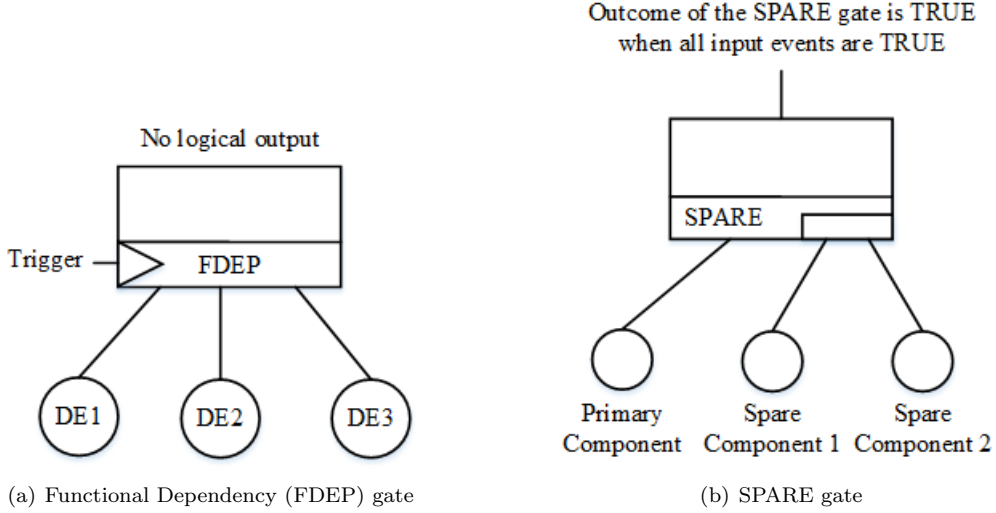 No logical output
Trigger
FDEP
DE1
DE2
DE3
(a) Functional Dependency (FDEP) gate
Outcome of the SPARE gate is TRUE
when all input events are TRUE
SPARE
Primary
Component
Spare
Component 1
Spare
Component 2
(b) SPARE gate